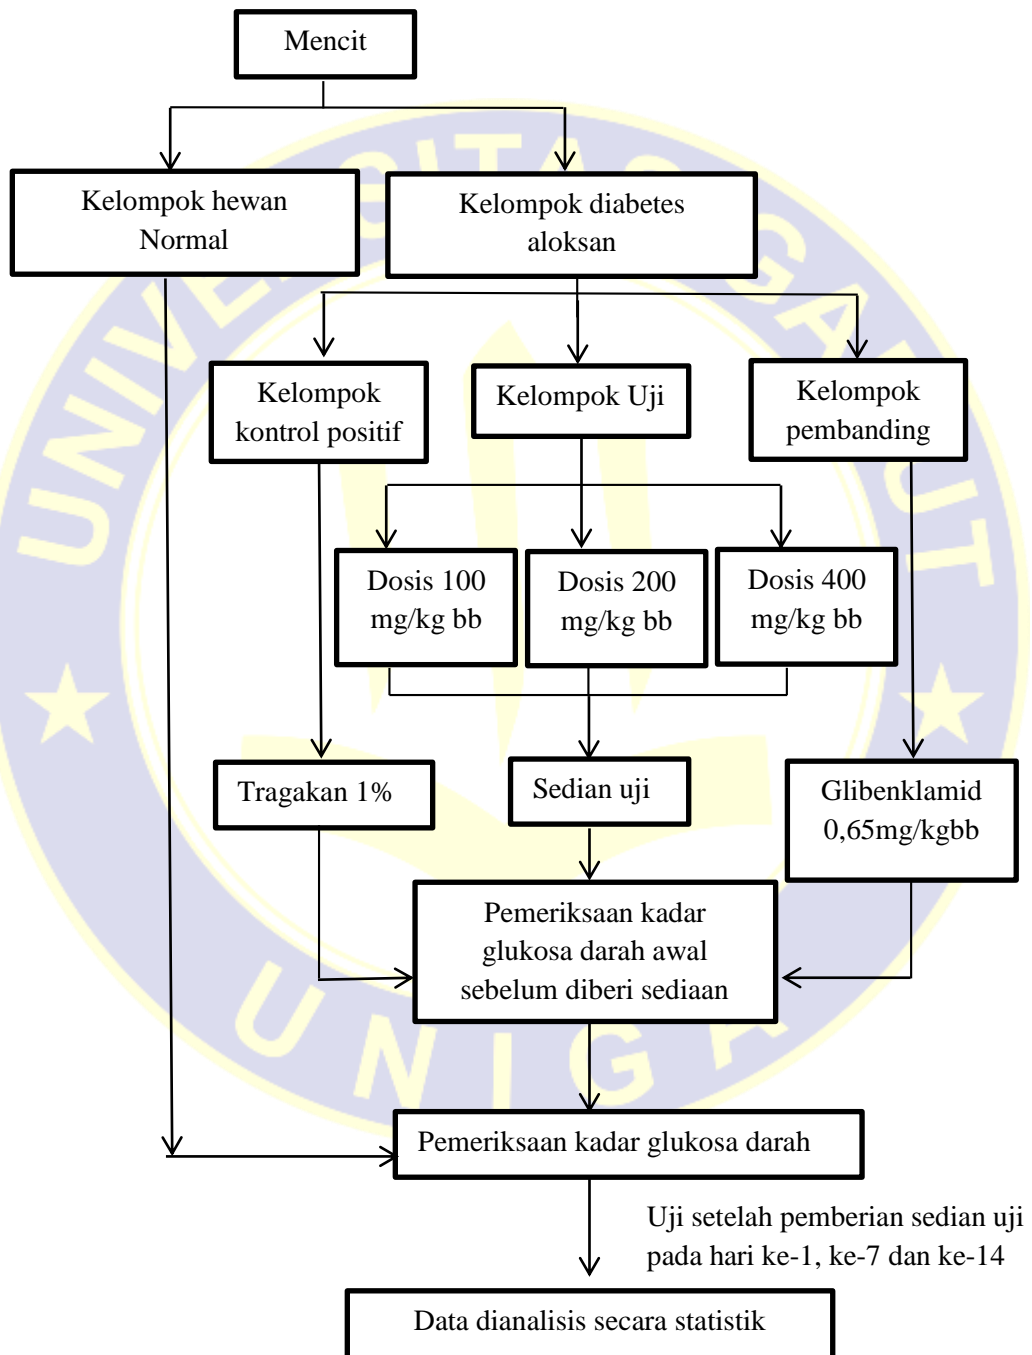 Mencit
Kelompok hewan
Normal
Kelompok diabetes
aloksan
Kelompok
kontrol positif
Kelompok Uji
Kelompok
pembanding
Dosis 100
mg/kg bb
Dosis 200
mg/kg bb
Dosis 400
mg/kg bb
Tragakan 1%
Sedian uji
Glibenklamid
0,65mg/kgbb
Pemeriksaan kadar
glukosa darah awal
sebelum diberi sediaan
Pemeriksaan kadar glukosa darah
Uji setelah pemberian sedian uji
pada hari ke-1, ke-7 dan ke-14
Data dianalisis secara statistik
UNIVERSITAS GARUT
UNIGA